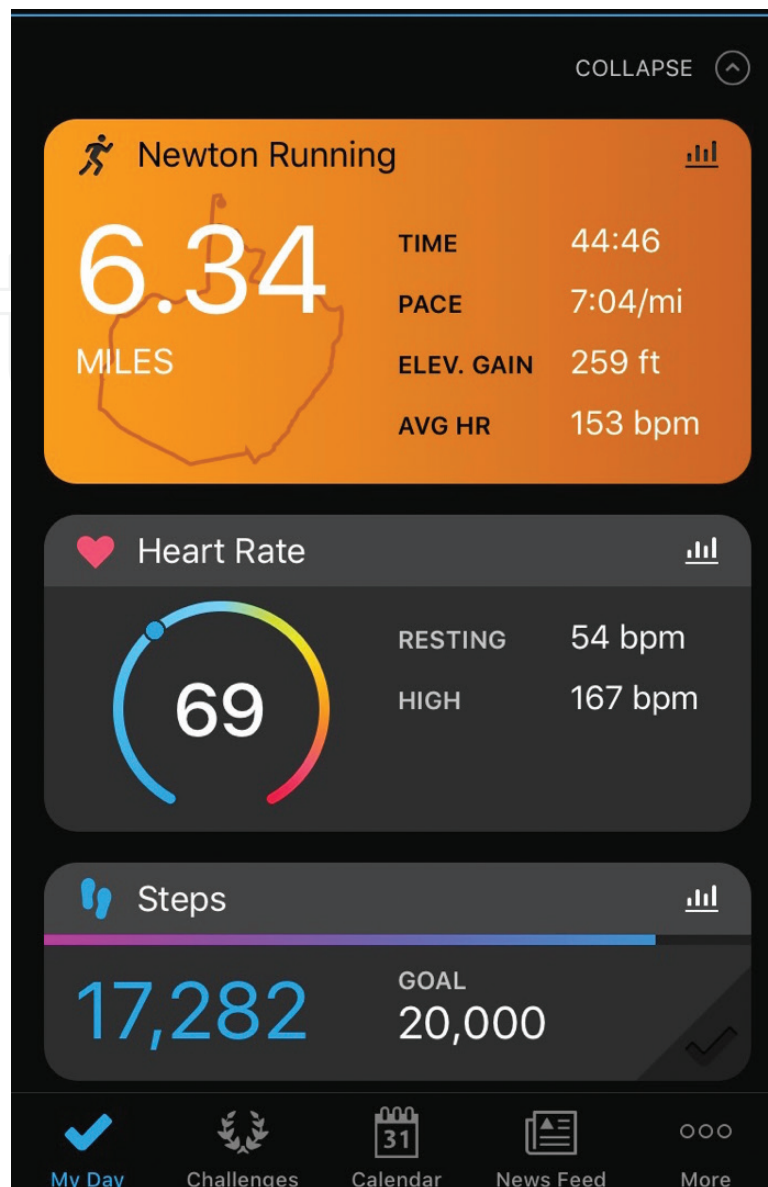 COLLAPSE
Newton Running
6.34
MILES
TIME 44:46
PACE 7:04/mi
ELEV. GAIN 259 ft
AVG HR 153 bpm
Heart Rate
69
RESTING 54 bpm
HIGH 167 bpm
Steps
17,282
GOAL
20,000
31
My Day Challenges Calendar News Feed More